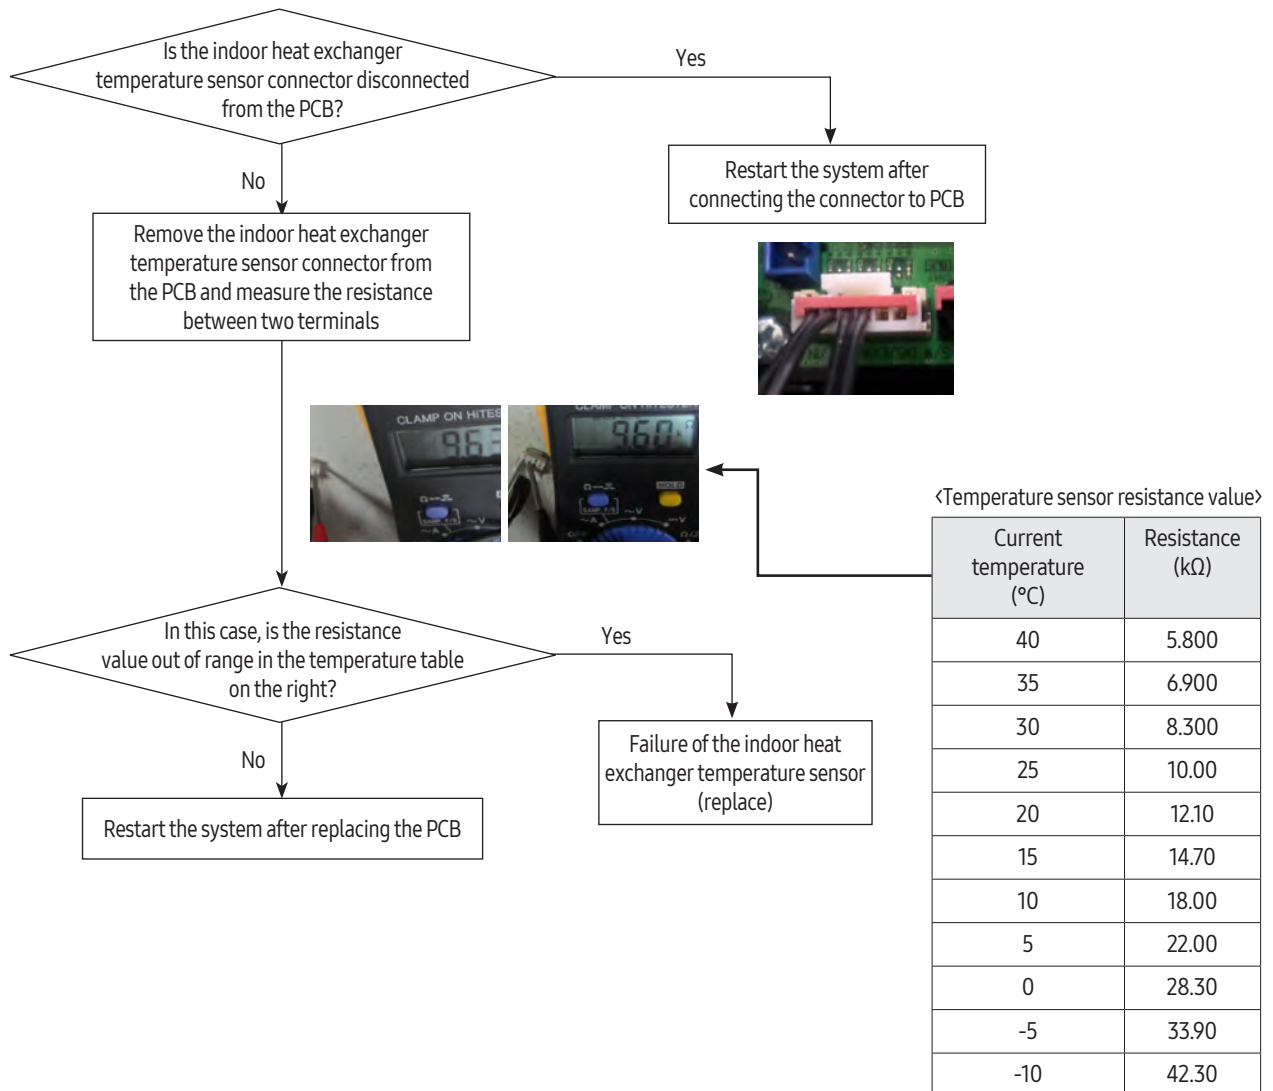 Is the indoor heat exchanger
temperature sensor connector disconnected
from the PCB?
Yes
Restart the system after
connecting the connector to PCB
No
Remove the indoor heat exchanger
temperature sensor connector from
the PCB and measure the resistance
between two terminals
CLAMP ON HITES
9.63
CLAMP ON HITESTER
9.60 kΩ
HOLD
<Temperature sensor resistance value>
Current
temperature
(°C)
Resistance
(kΩ)
40 5.800
35 6.900
30 8.300
25 10.00
20 12.10
15 14.70
10 18.00
5 22.00
0 28.30
-5 33.90
-10 42.30
In this case, is the resistance
value out of range in the temperature table
on the right?
Yes
Failure of the indoor heat
exchanger temperature sensor
(replace)
No
Restart the system after replacing the PCB